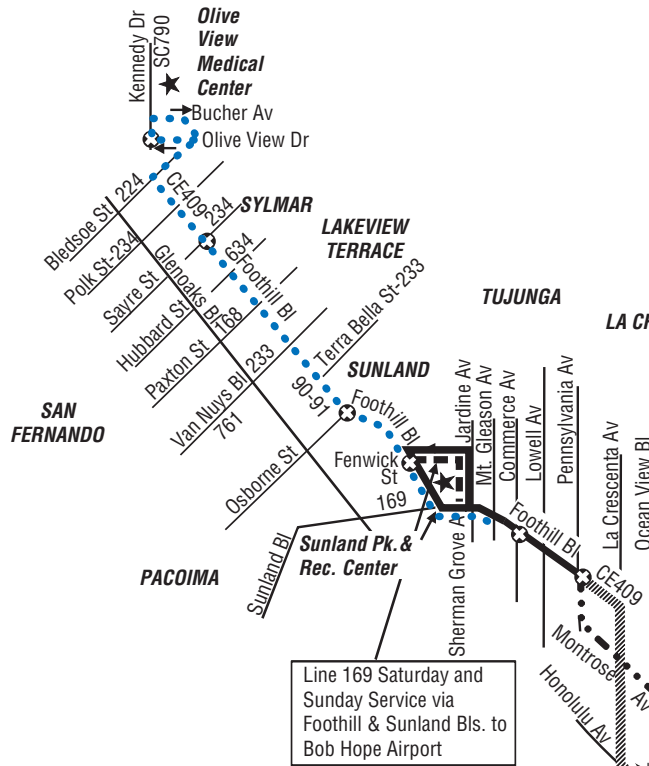 Olive
View
Medical
Center
Kennedy Dr
SC790
Bucher Av
Olive View Dr
Bledsoe St 224
CE409
234
SYLMAR
Polk St-234
Sayre St
634
LAKEVIEW
TERRACE
Glenoaks Bl
Foothill Bl
Hubbard St
Paxton St 168
Terra Bella St-233
TUJUNGA
LA CR
Van Nuys Bl 233
761
90-91
SUNLAND
SAN
FERNANDO
Osborne St
Foothill Bl
Fenwick
St
169
Jardine Av
Mt. Gleason Av
Commerce Av
Lowell Av
Pennsylvania Av
La Crescenta Av
Ocean View Bl
Sunland Bl
Sunland Pk. &
Rec. Center
PACOIMA
Sherman Grove A
Foothill Bl
CE409
Montrose Av
Honolulu Av
Line 169 Saturday and
Sunday Service via
Foothill & Sunland Bls. to
Bob Hope Airport